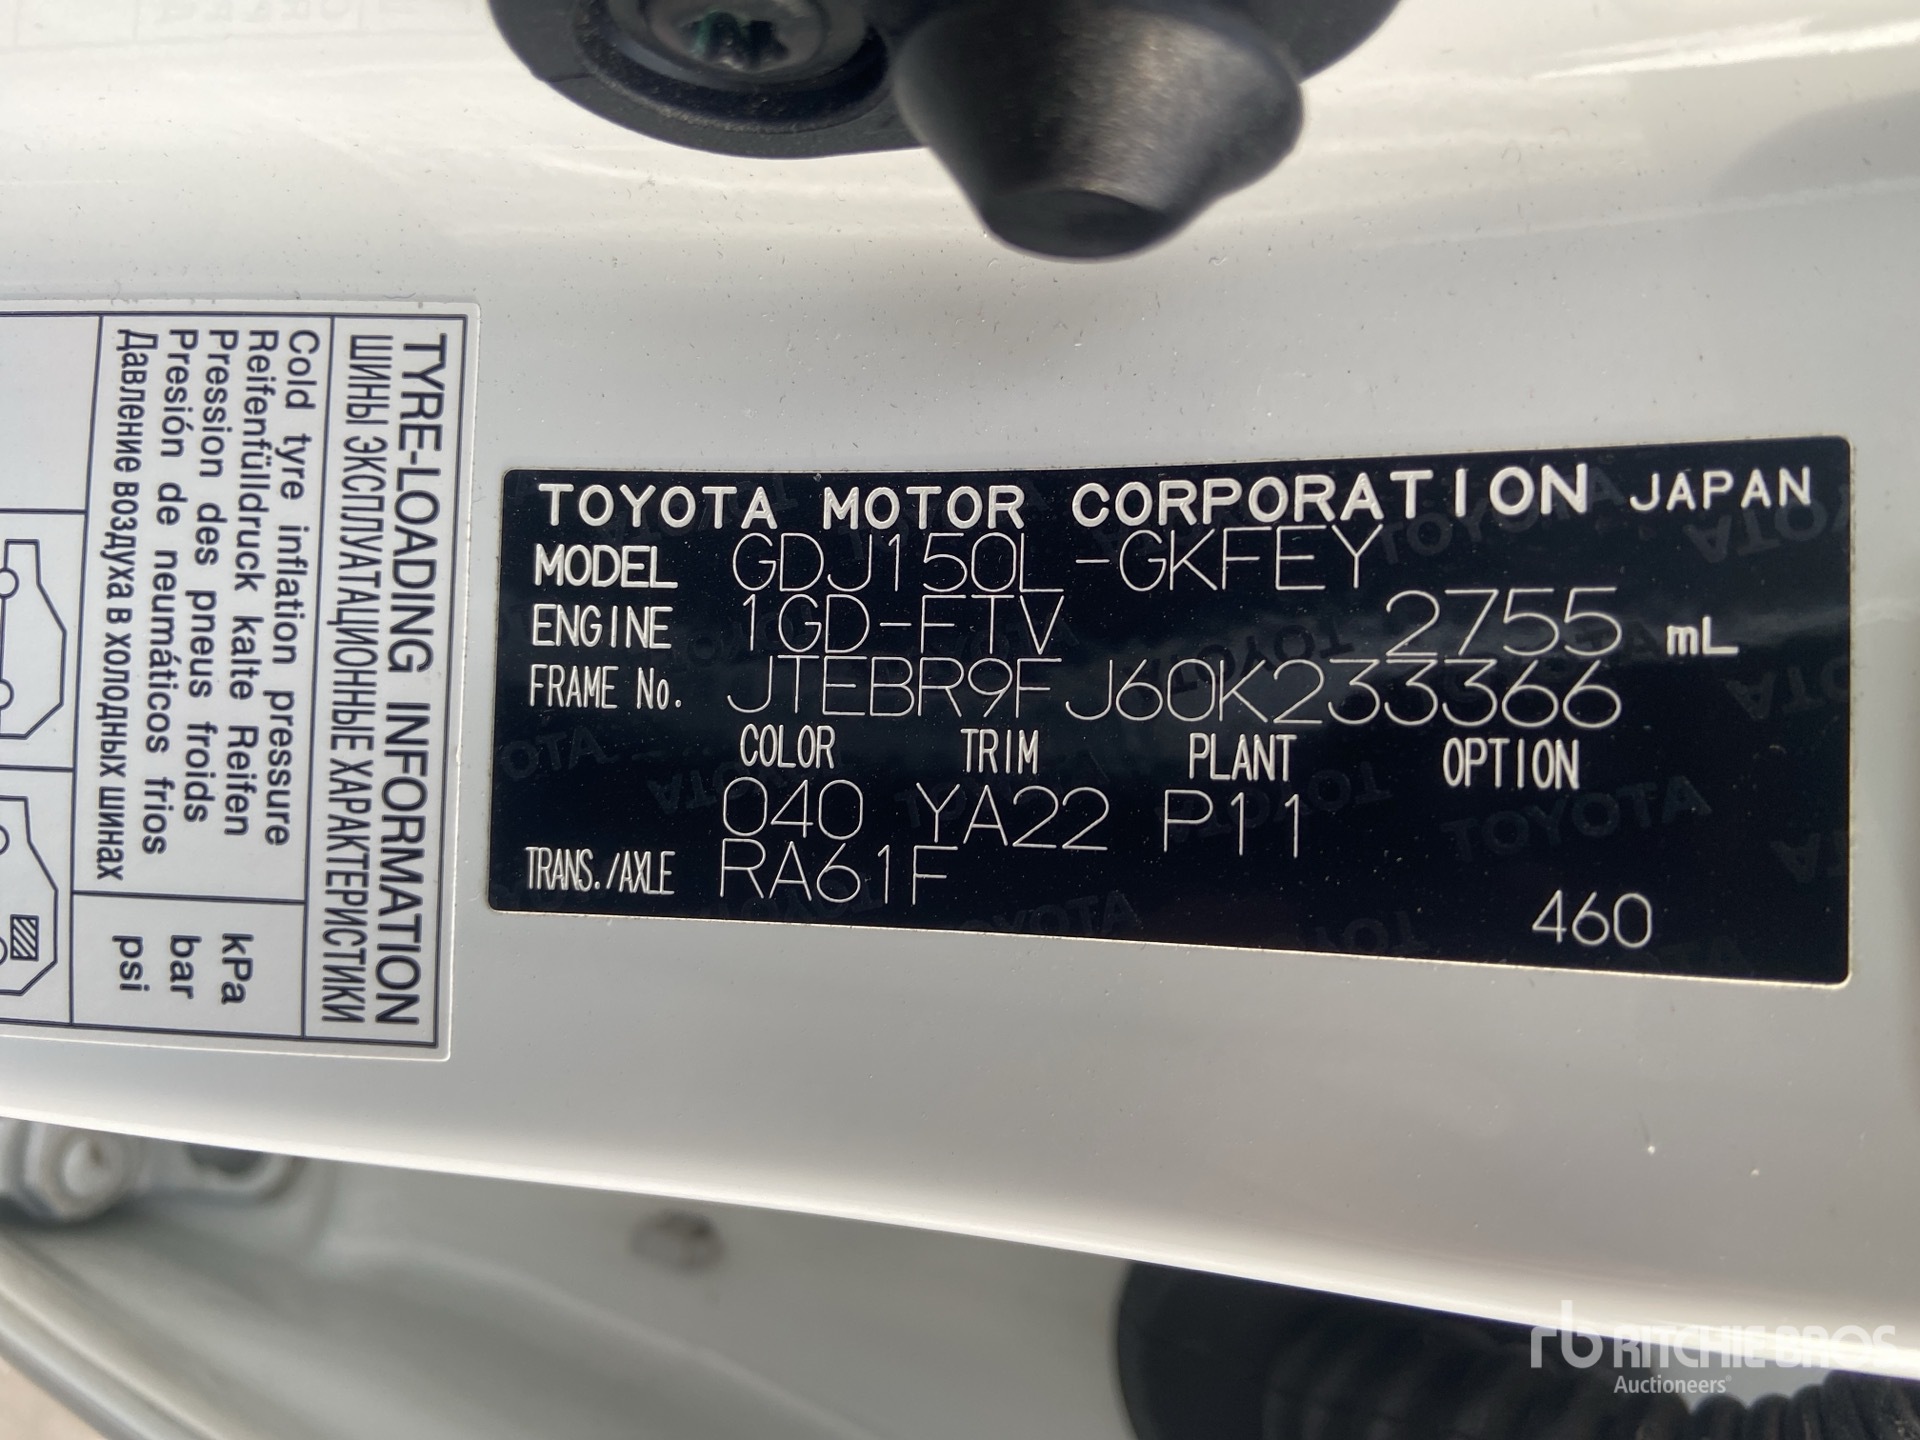 TYRE-LOADING INFORMATION
ШИНЫ ЭКСПЛУАТАЦИОННЫЕ ХАРАКТЕРИСТИКИ
Cold tyre inflation pressure
Reifenfülldruck kalte Reifen
Pression des pneus froids
Presión de neumáticos frios
Давление воздуха в холодных шинах
kPa
bar
psi
TOYOTA MOTOR CORPORATION JAPAN
MODEL GDJ150L-GKFEY
ENGINE 1GD-FTV 2755 mL
FRAME No. JTEBR9FJ60K233366
COLOR TRIM PLANT OPTION
040 YA22 P11
TRANS./AXLE RA61F
460
rb RITCHIE BROS
Auctioneers